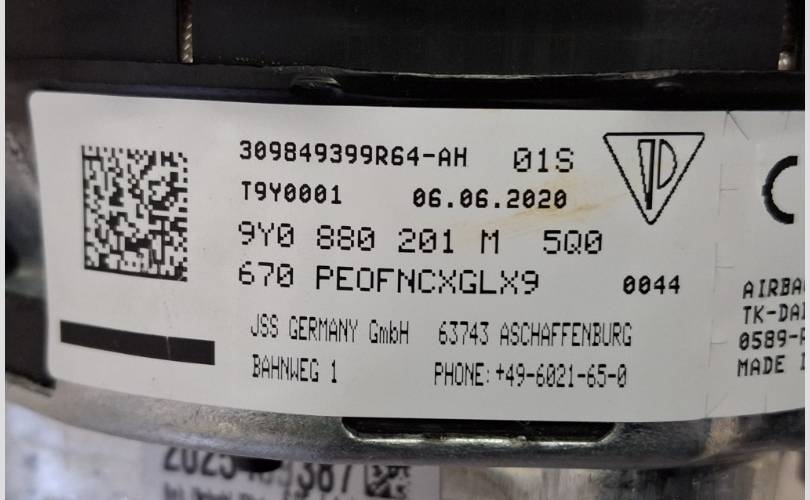 309849399R64-AH 01S
T9Y0001 06.06.2020
9Y0 880 201 M 5Q0
670 PEOFNCXGLX9 0044
JSS GERMANY GmbH 63743 ASCHAFFENBURG
BAHNWEG 1 PHONE:+49-6021-65-0
AIRBA
TK-DA
0589-
MADE